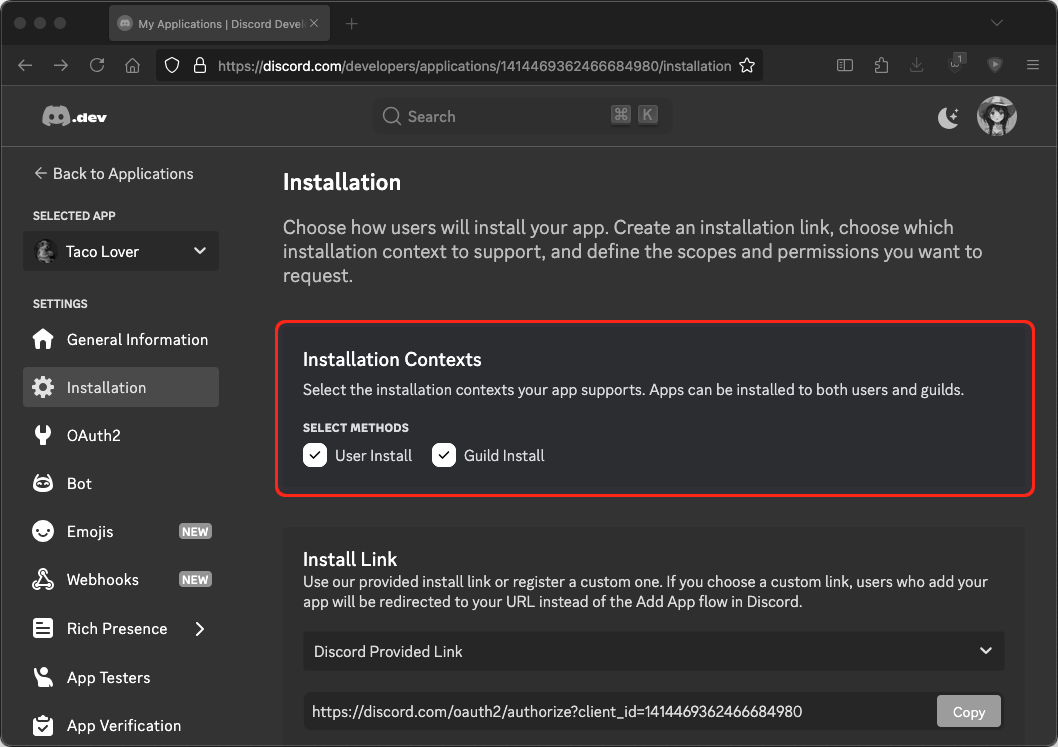 My Applications | Discord Devel
https://discord.com/developers/applications/1414469362466684980/installation
1
.dev
Search
⌘ K
Back to Applications
SELECTED APP
Taco Lover
SETTINGS
General Information
Installation
OAuth2
Bot
Emojis NEW
Webhooks NEW
Rich Presence
App Testers
App Verification
Installation
Choose how users will install your app. Create an installation link, choose which
installation context to support, and define the scopes and permissions you want to
request.
Installation Contexts
Select the installation contexts your app supports. Apps can be installed to both users and guilds.
SELECT METHODS
User Install Guild Install
Install Link
Use our provided install link or register a custom one. If you choose a custom link, users who add your
app will be redirected to your URL instead of the Add App flow in Discord.
Discord Provided Link
https://discord.com/oauth2/authorize?client_id=1414469362466684980
Copy